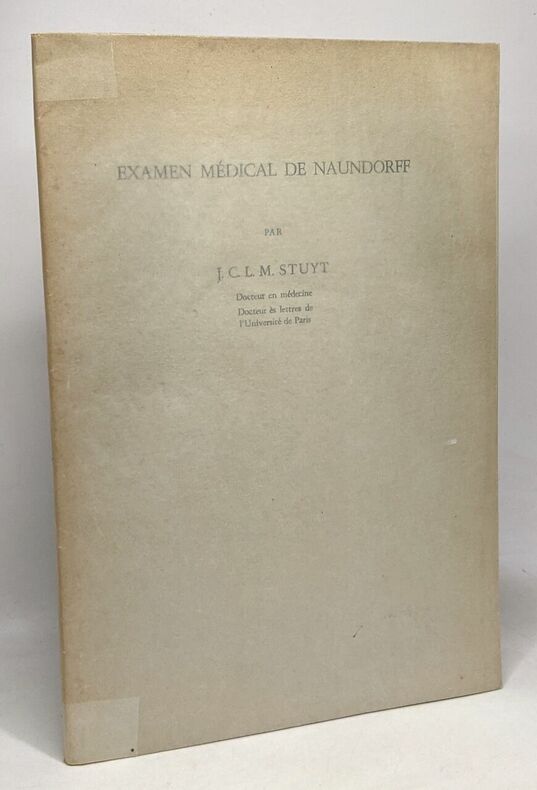 EXAMEN MÉDICAL DE NAUNDORFF
PAR
J. C. L. M. STUYT
Docteur en médecine
Docteur ès lettres de
l'Université de Paris